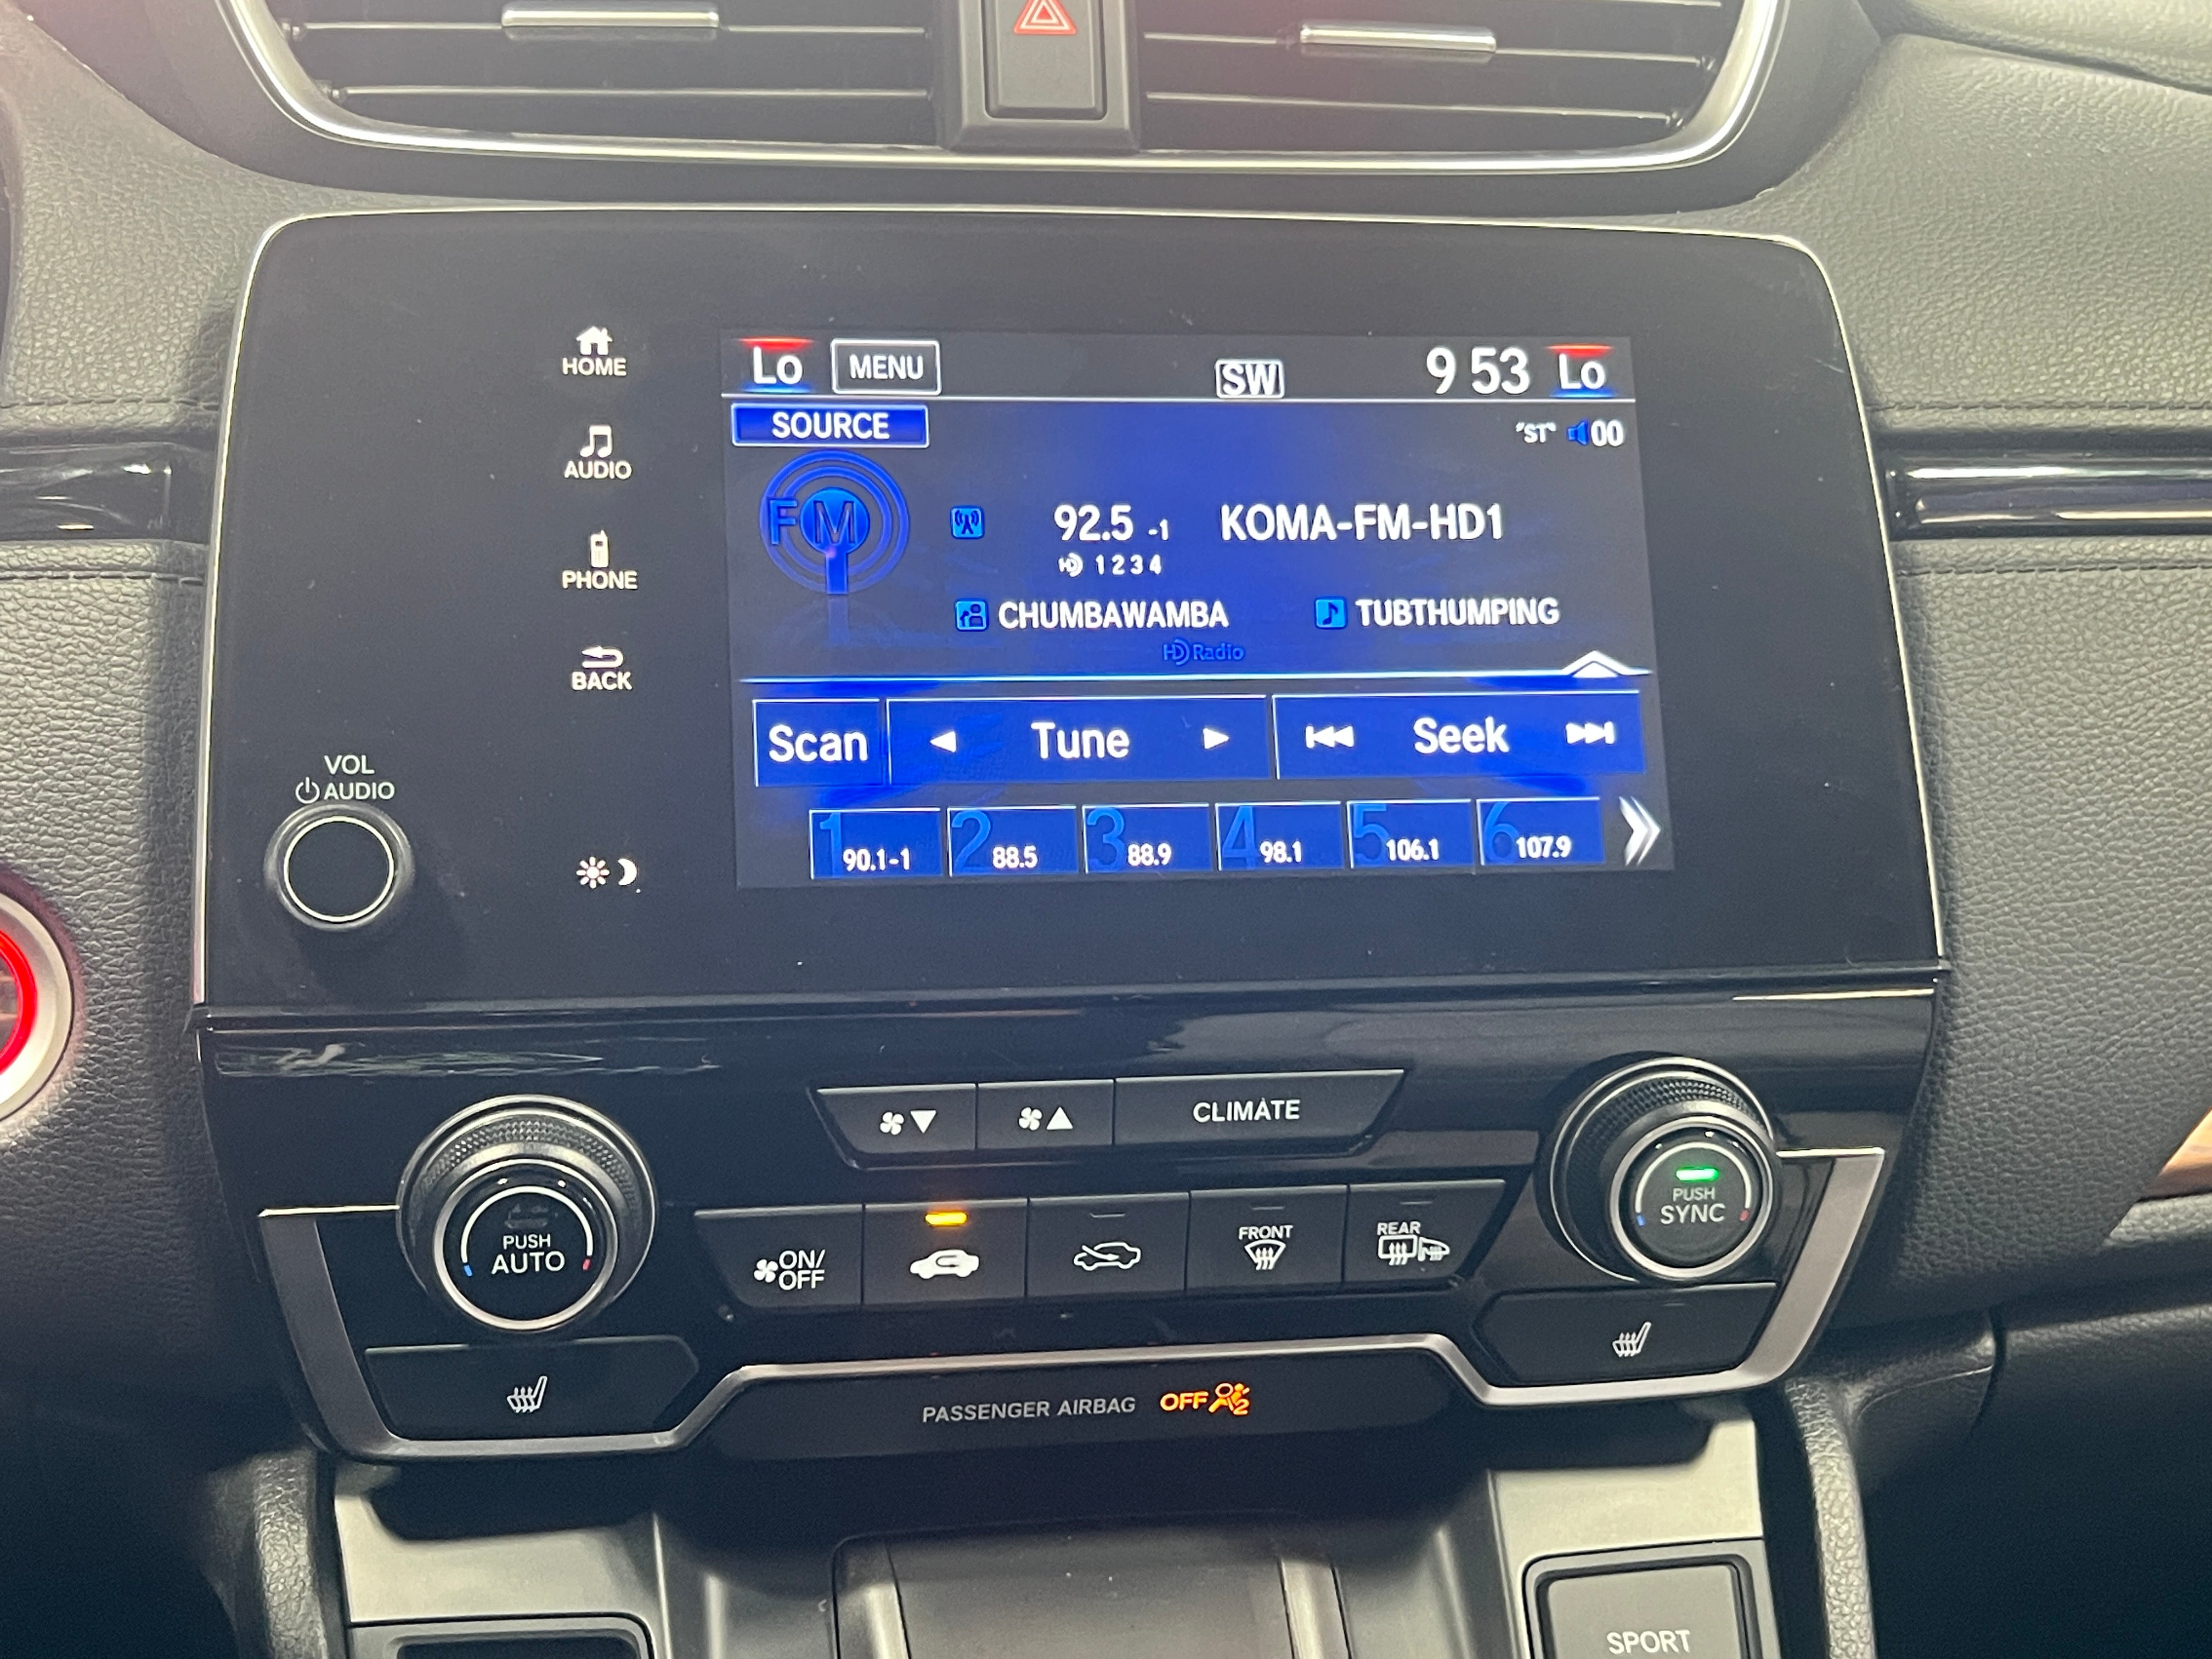 HOME
AUDIO
PHONE
BACK
VOL
AUDIO
Lo MENU SW 9 53 Lo
SOURCE "ST" 00
FM
92.5 -1 KOMA-FM-HD1
HD 1 2 3 4
CHUMBAWAMBA TUBTHUMPING
HD Radio
Scan Tune Seek
1 90.1-1 2 88.5 3 88.9 4 98.1 5 106.1 6 107.9
CLIMATE
PUSH
AUTO
ON/
OFF
FRONT
REAR
PUSH
SYNC
PASSENGER AIRBAG OFF 2
SPORT